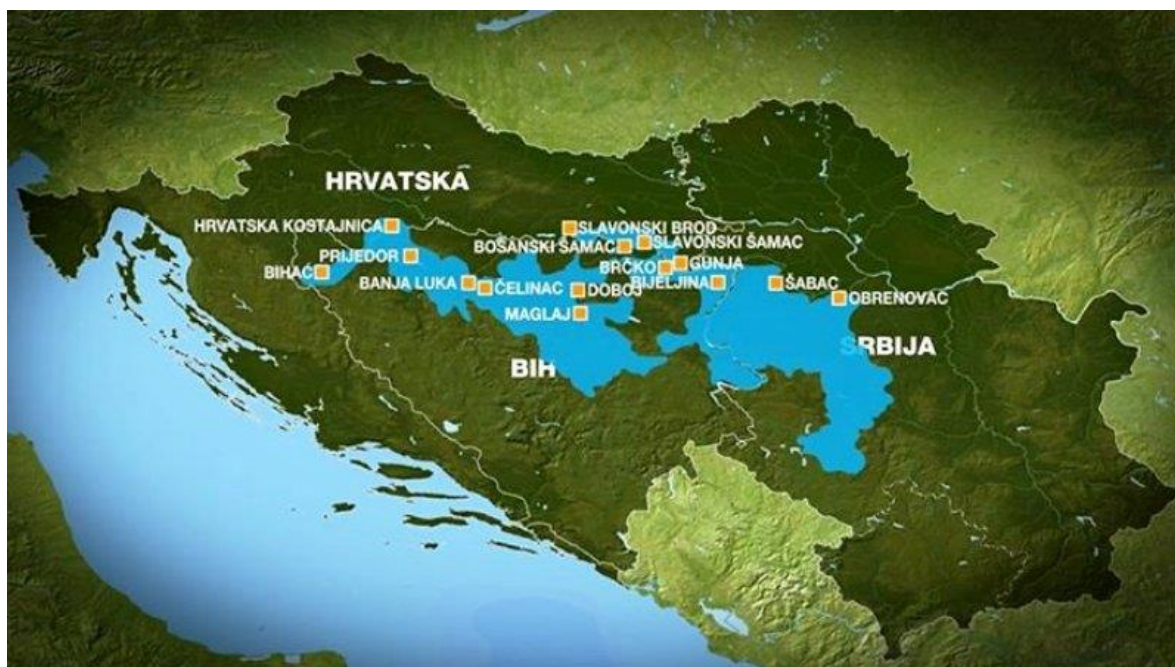 HRVATSKA
HRVATSKA KOSTAJNICA
SLAVONSKI BROD
BOSANSKI ŠAMAC
SLAVONSKI ŠAMAC
PRIJEDOR
GUNJA
BRČKO
BIHAĆ
BANJA LUKA
ČELINAC
DOBOJ
BIJELJINA
ŠABAC
OBRENOVAC
MAGLAJ
SRBIJA
BIH